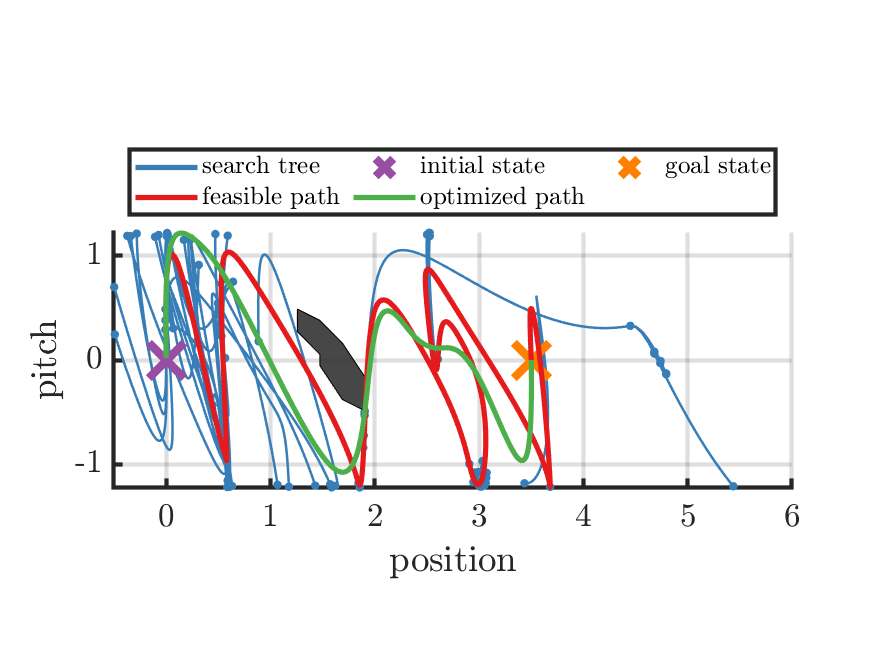 search tree initial state goal state
feasible path optimized path
1
0
-1
pitch
0 1 2 3 4 5 6
position